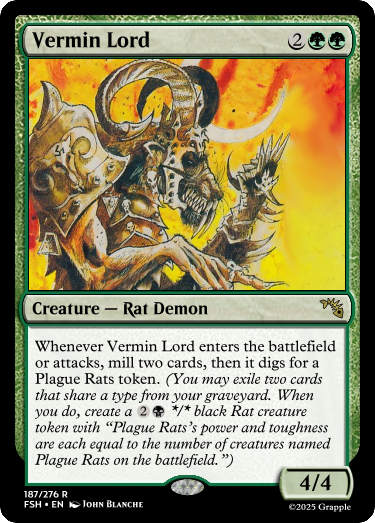 Vermin Lord 2
Creature — Rat Demon
Whenever Vermin Lord enters the battlefield
or attacks, mill two cards, then it digs for
a Plague Rats token. (You may exile two cards
that share a type from your graveyard. When
you do, create a 2 */* black Rat creature
token with “Plague Rats’s power and toughness
are each equal to the number of creatures named
Plague Rats on the battlefield.”)
4/4
187/276 R
FSH • EN John Blanche
©2025 Grapple